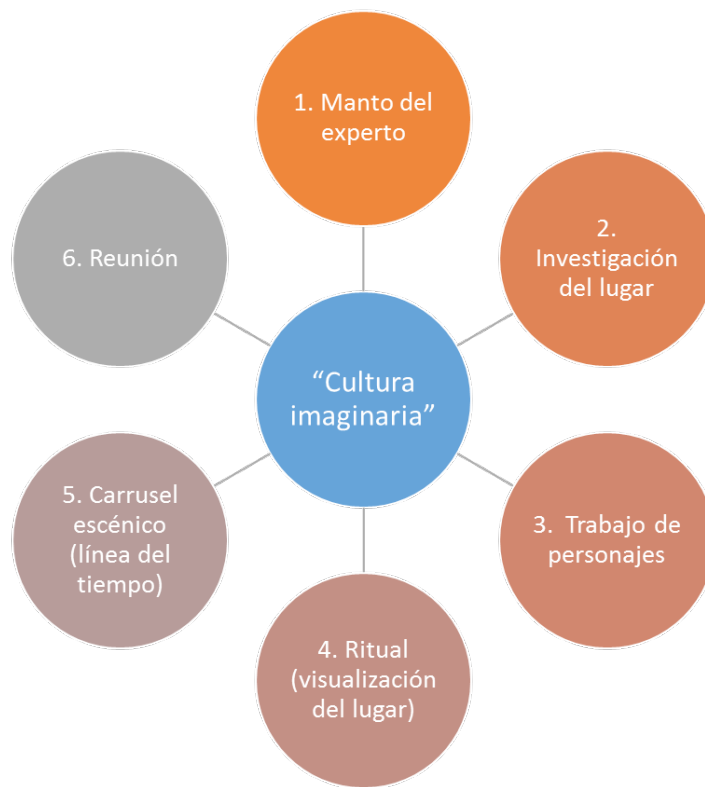 1. Manto del
experto
2.
Investigación
del lugar
3. Trabajo de
personajes
4. Ritual
(visualización
del lugar)
5. Carrusel
escénico
(línea del
tiempo)
6. Reunión
“Cultura
imaginaria”